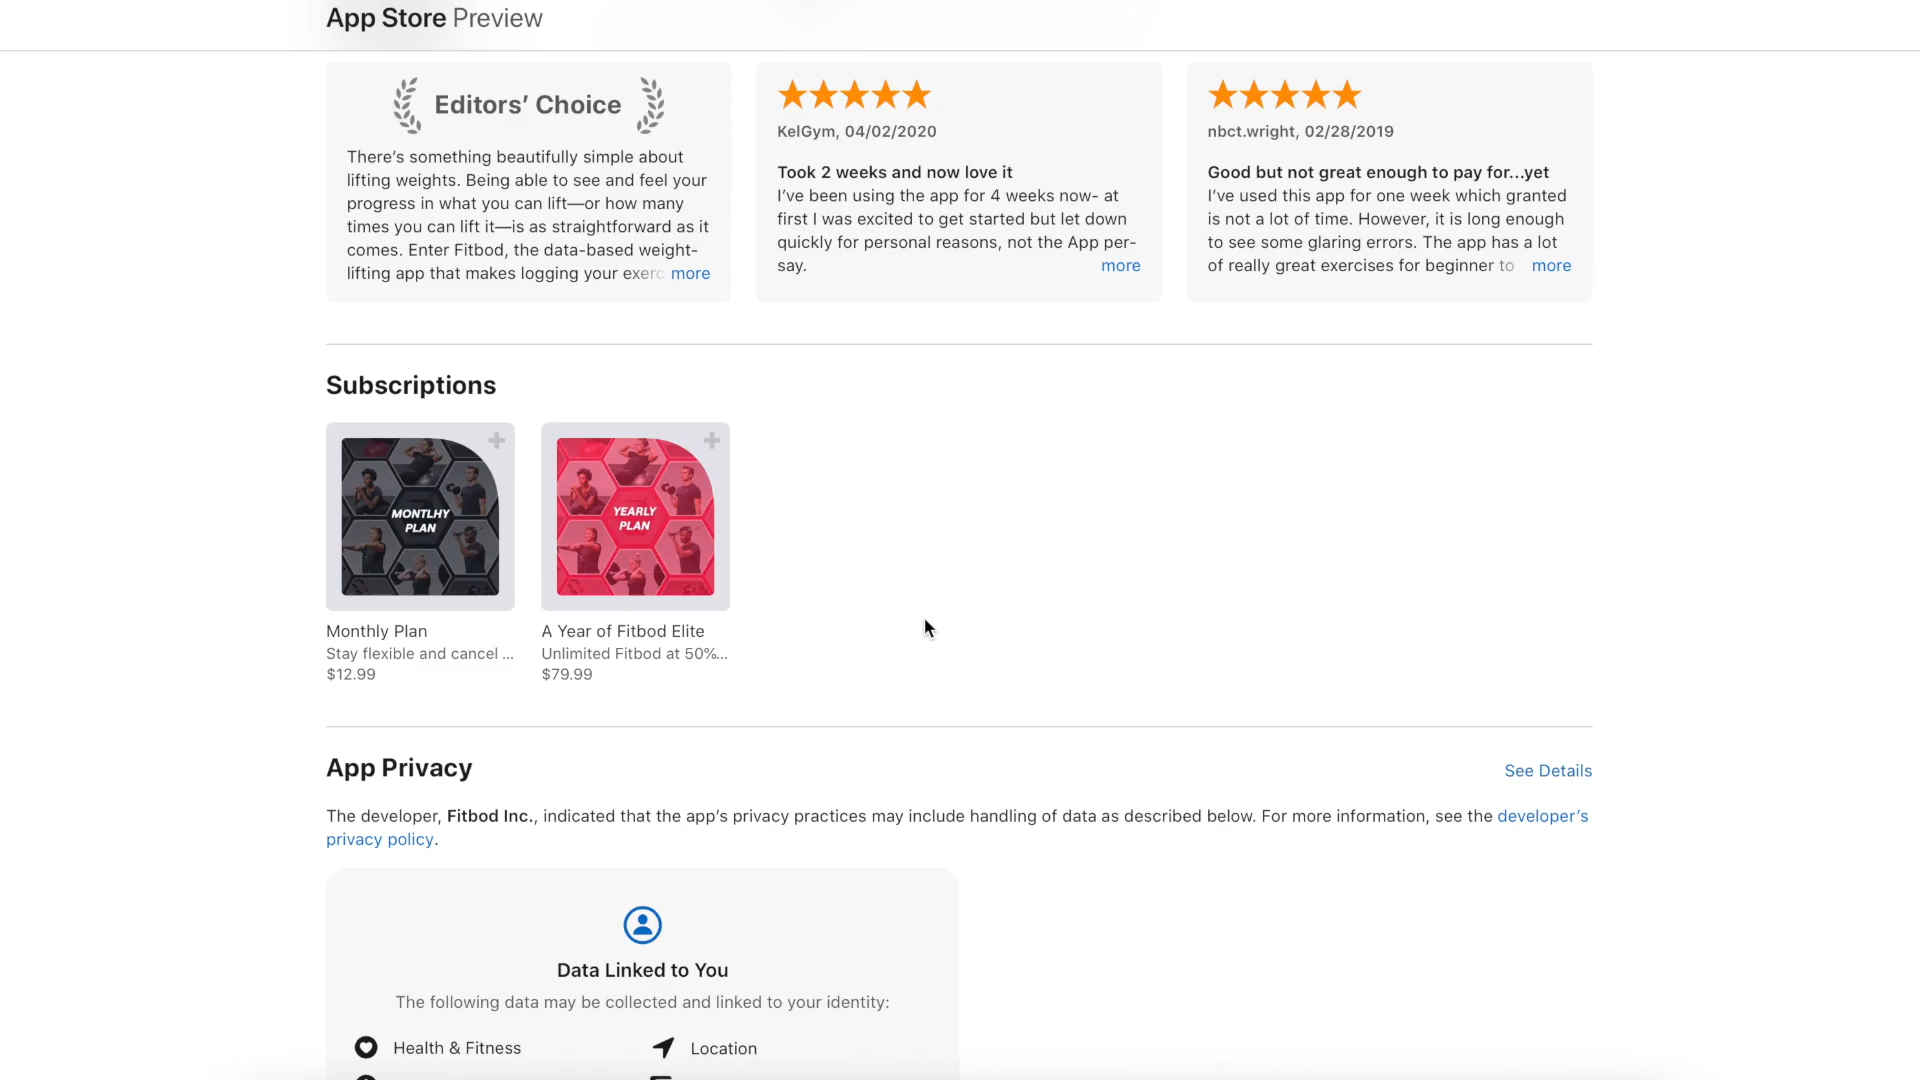 App Store Preview
Editors’ Choice
There’s something beautifully simple about
lifting weights. Being able to see and feel your
progress in what you can lift—or how many
times you can lift it—is as straightforward as it
comes. Enter Fitbod, the data-based weight-
lifting app that makes logging your exerc more
KelGym, 04/02/2020
Took 2 weeks and now love it
I’ve been using the app for 4 weeks now- at
first I was excited to get started but let down
quickly for personal reasons, not the App per-
say. more
nbct.wright, 02/28/2019
Good but not great enough to pay for...yet
I’ve used this app for one week which granted
is not a lot of time. However, it is long enough
to see some glaring errors. The app has a lot
of really great exercises for beginner to more
Subscriptions
MONTLHY
PLAN
Monthly Plan
Stay flexible and cancel ...
$12.99
YEARLY
PLAN
A Year of Fitbod Elite
Unlimited Fitbod at 50%...
$79.99
App Privacy
See Details
The developer, Fitbod Inc., indicated that the app’s privacy practices may include handling of data as described below. For more information, see the developer’s
privacy policy.
Data Linked to You
The following data may be collected and linked to your identity:
Health & Fitness
Location